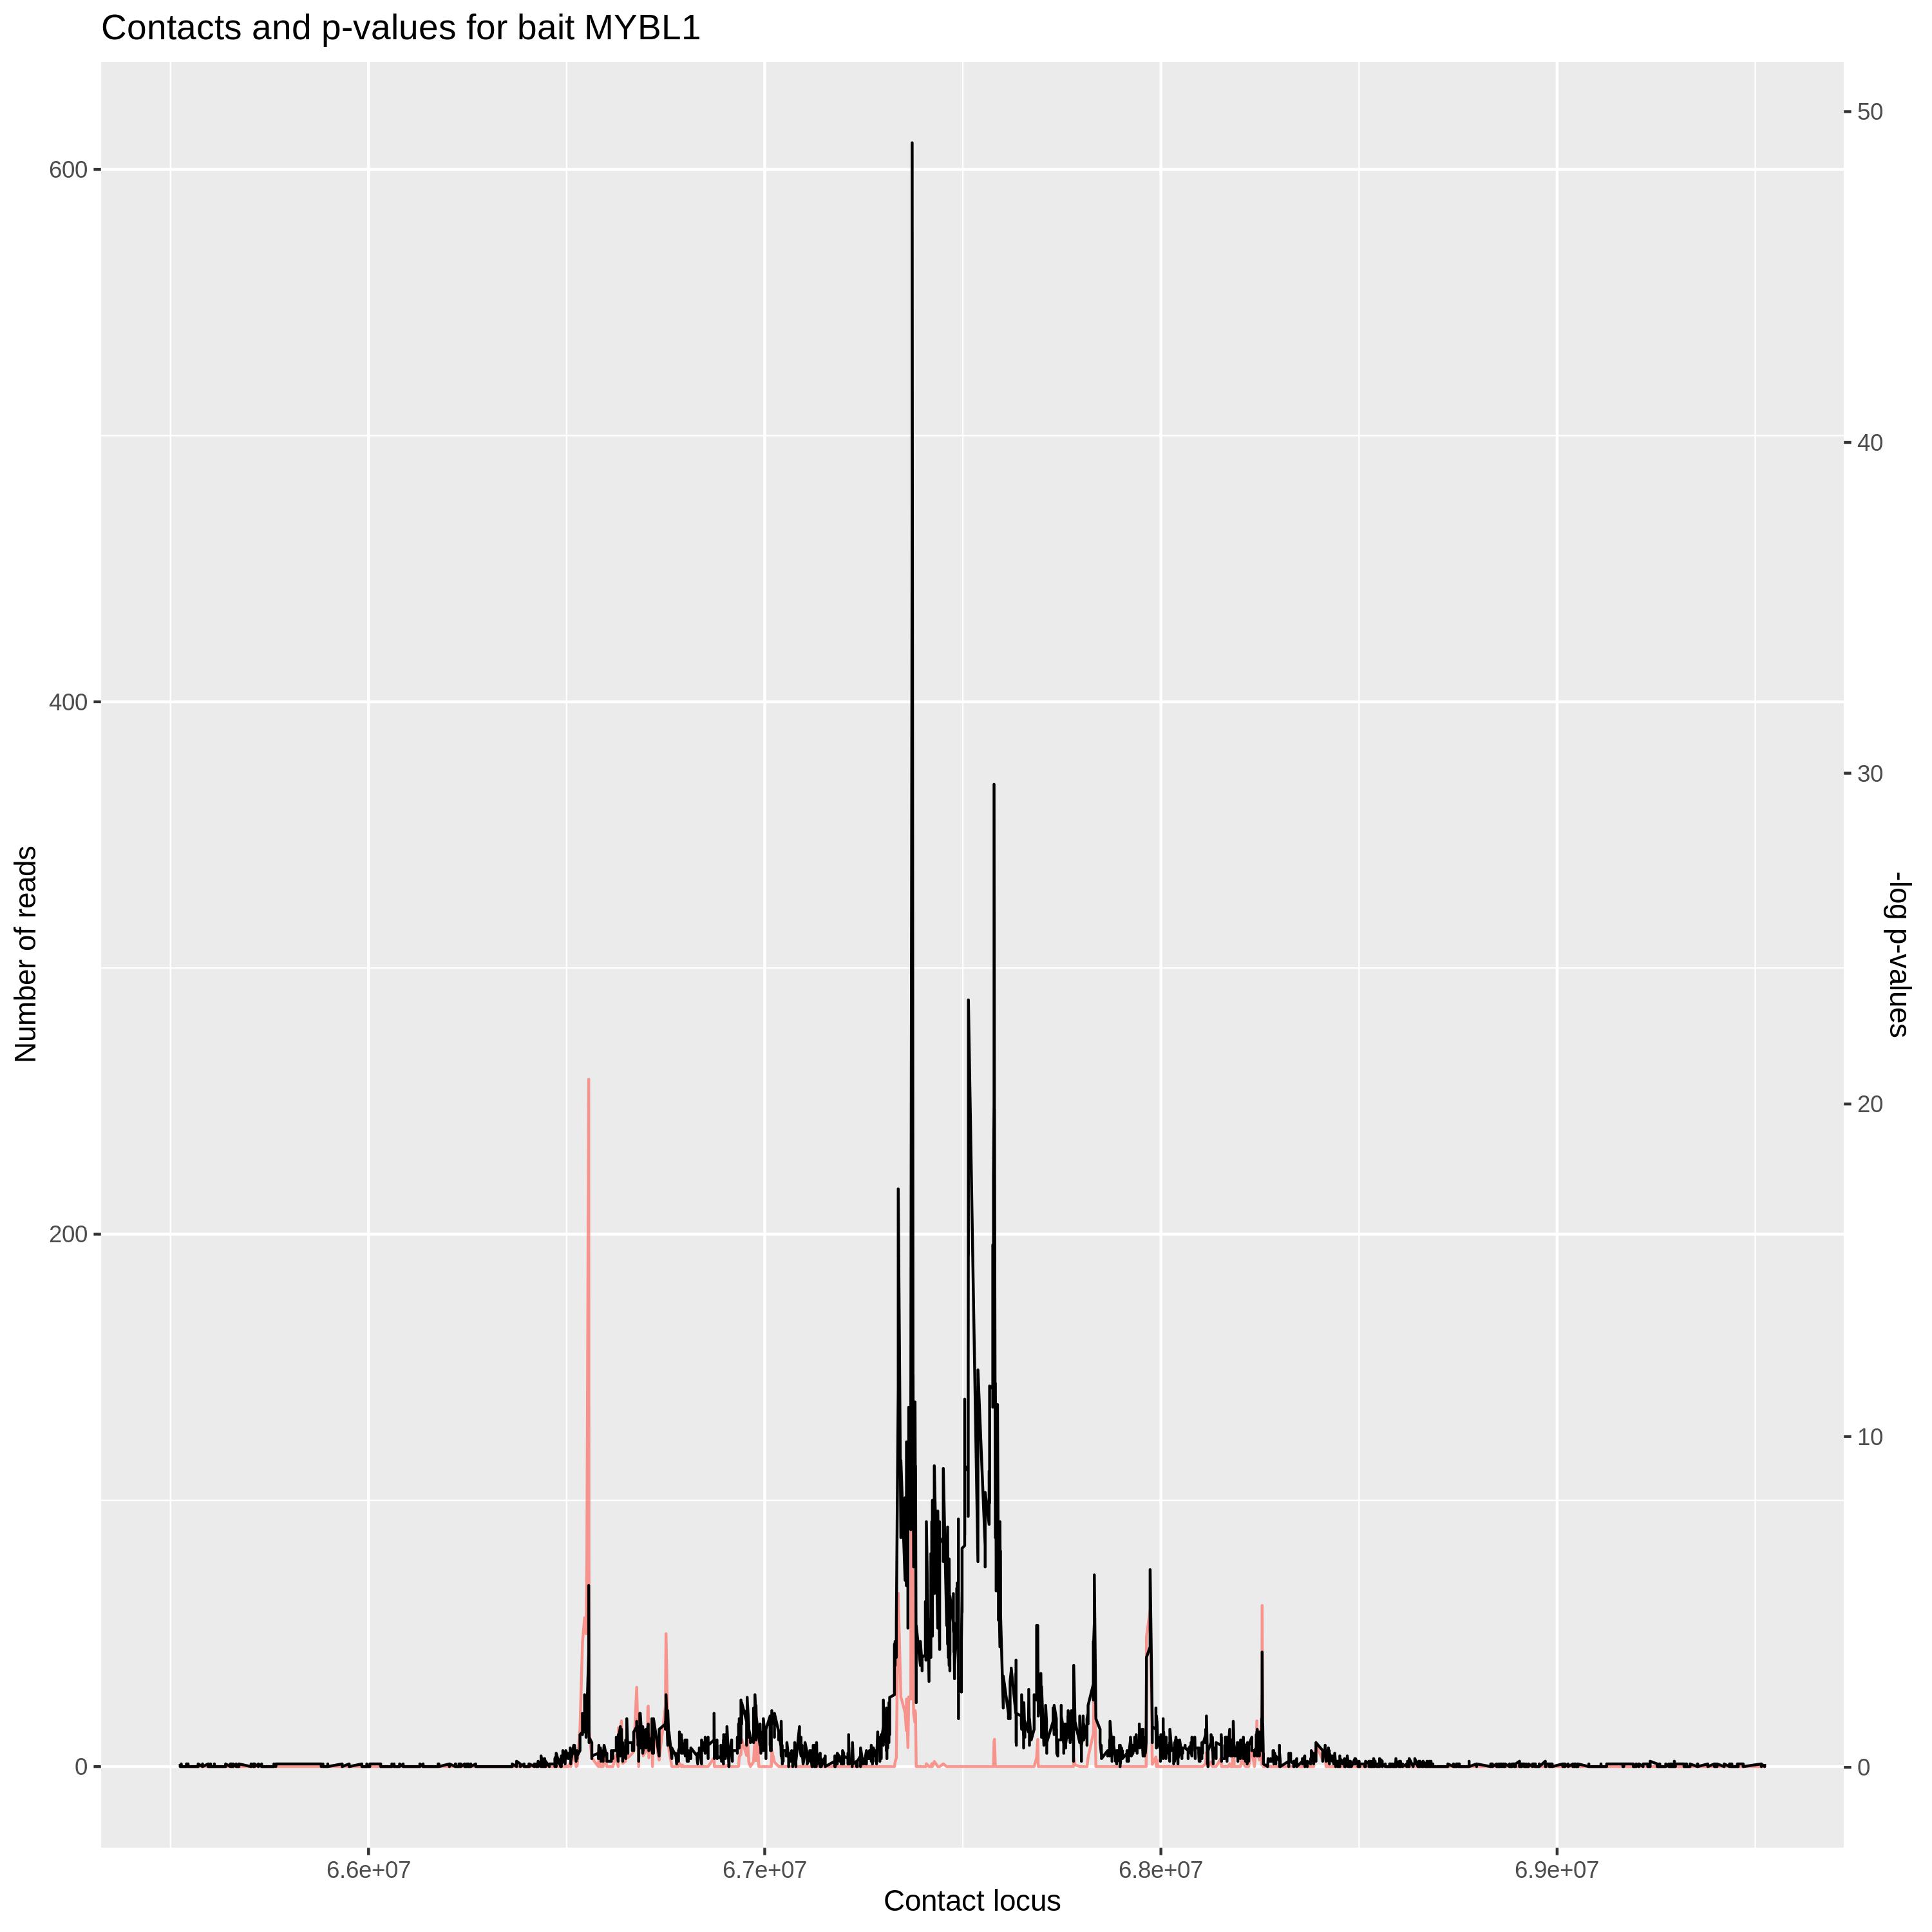 Contacts and p-values for bait MYBL1
600
400
200
0
Number of reads
50
40
30
20
10
0
-log p-values
6.6e+07
6.7e+07
6.8e+07
6.9e+07
Contact locus